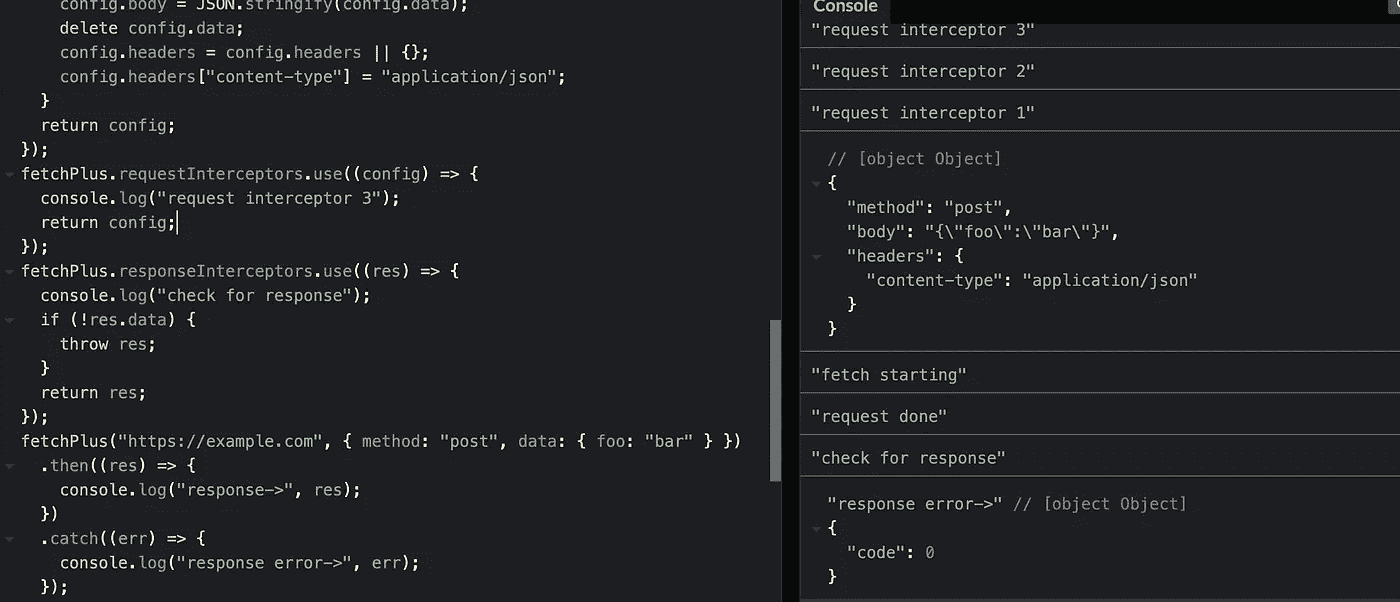 config.body = JSON.stringify(config.data);
    delete config.data;
    config.headers = config.headers || {};
    config.headers["content-type"] = "application/json";
  }
  return config;
});
fetchPlus.requestInterceptors.use((config) => {
  console.log("request interceptor 3");
  return config;
});
fetchPlus.responseInterceptors.use((res) => {
  console.log("check for response");
  if (!res.data) {
    throw res;
  }
  return res;
});
fetchPlus("https://example.com", { method: "post", data: { foo: "bar" } })
  .then((res) => {
    console.log("response->", res);
  })
  .catch((err) => {
    console.log("response error->", err);
  });
Console
"request interceptor 3"
"request interceptor 2"
"request interceptor 1"
// [object Object]
{
  "method": "post",
  "body": "{\"foo\":\"bar\"}",
  "headers": {
    "content-type": "application/json"
  }
}
"fetch starting"
"request done"
"check for response"
"response error->" // [object Object]
{
  "code": 0
}